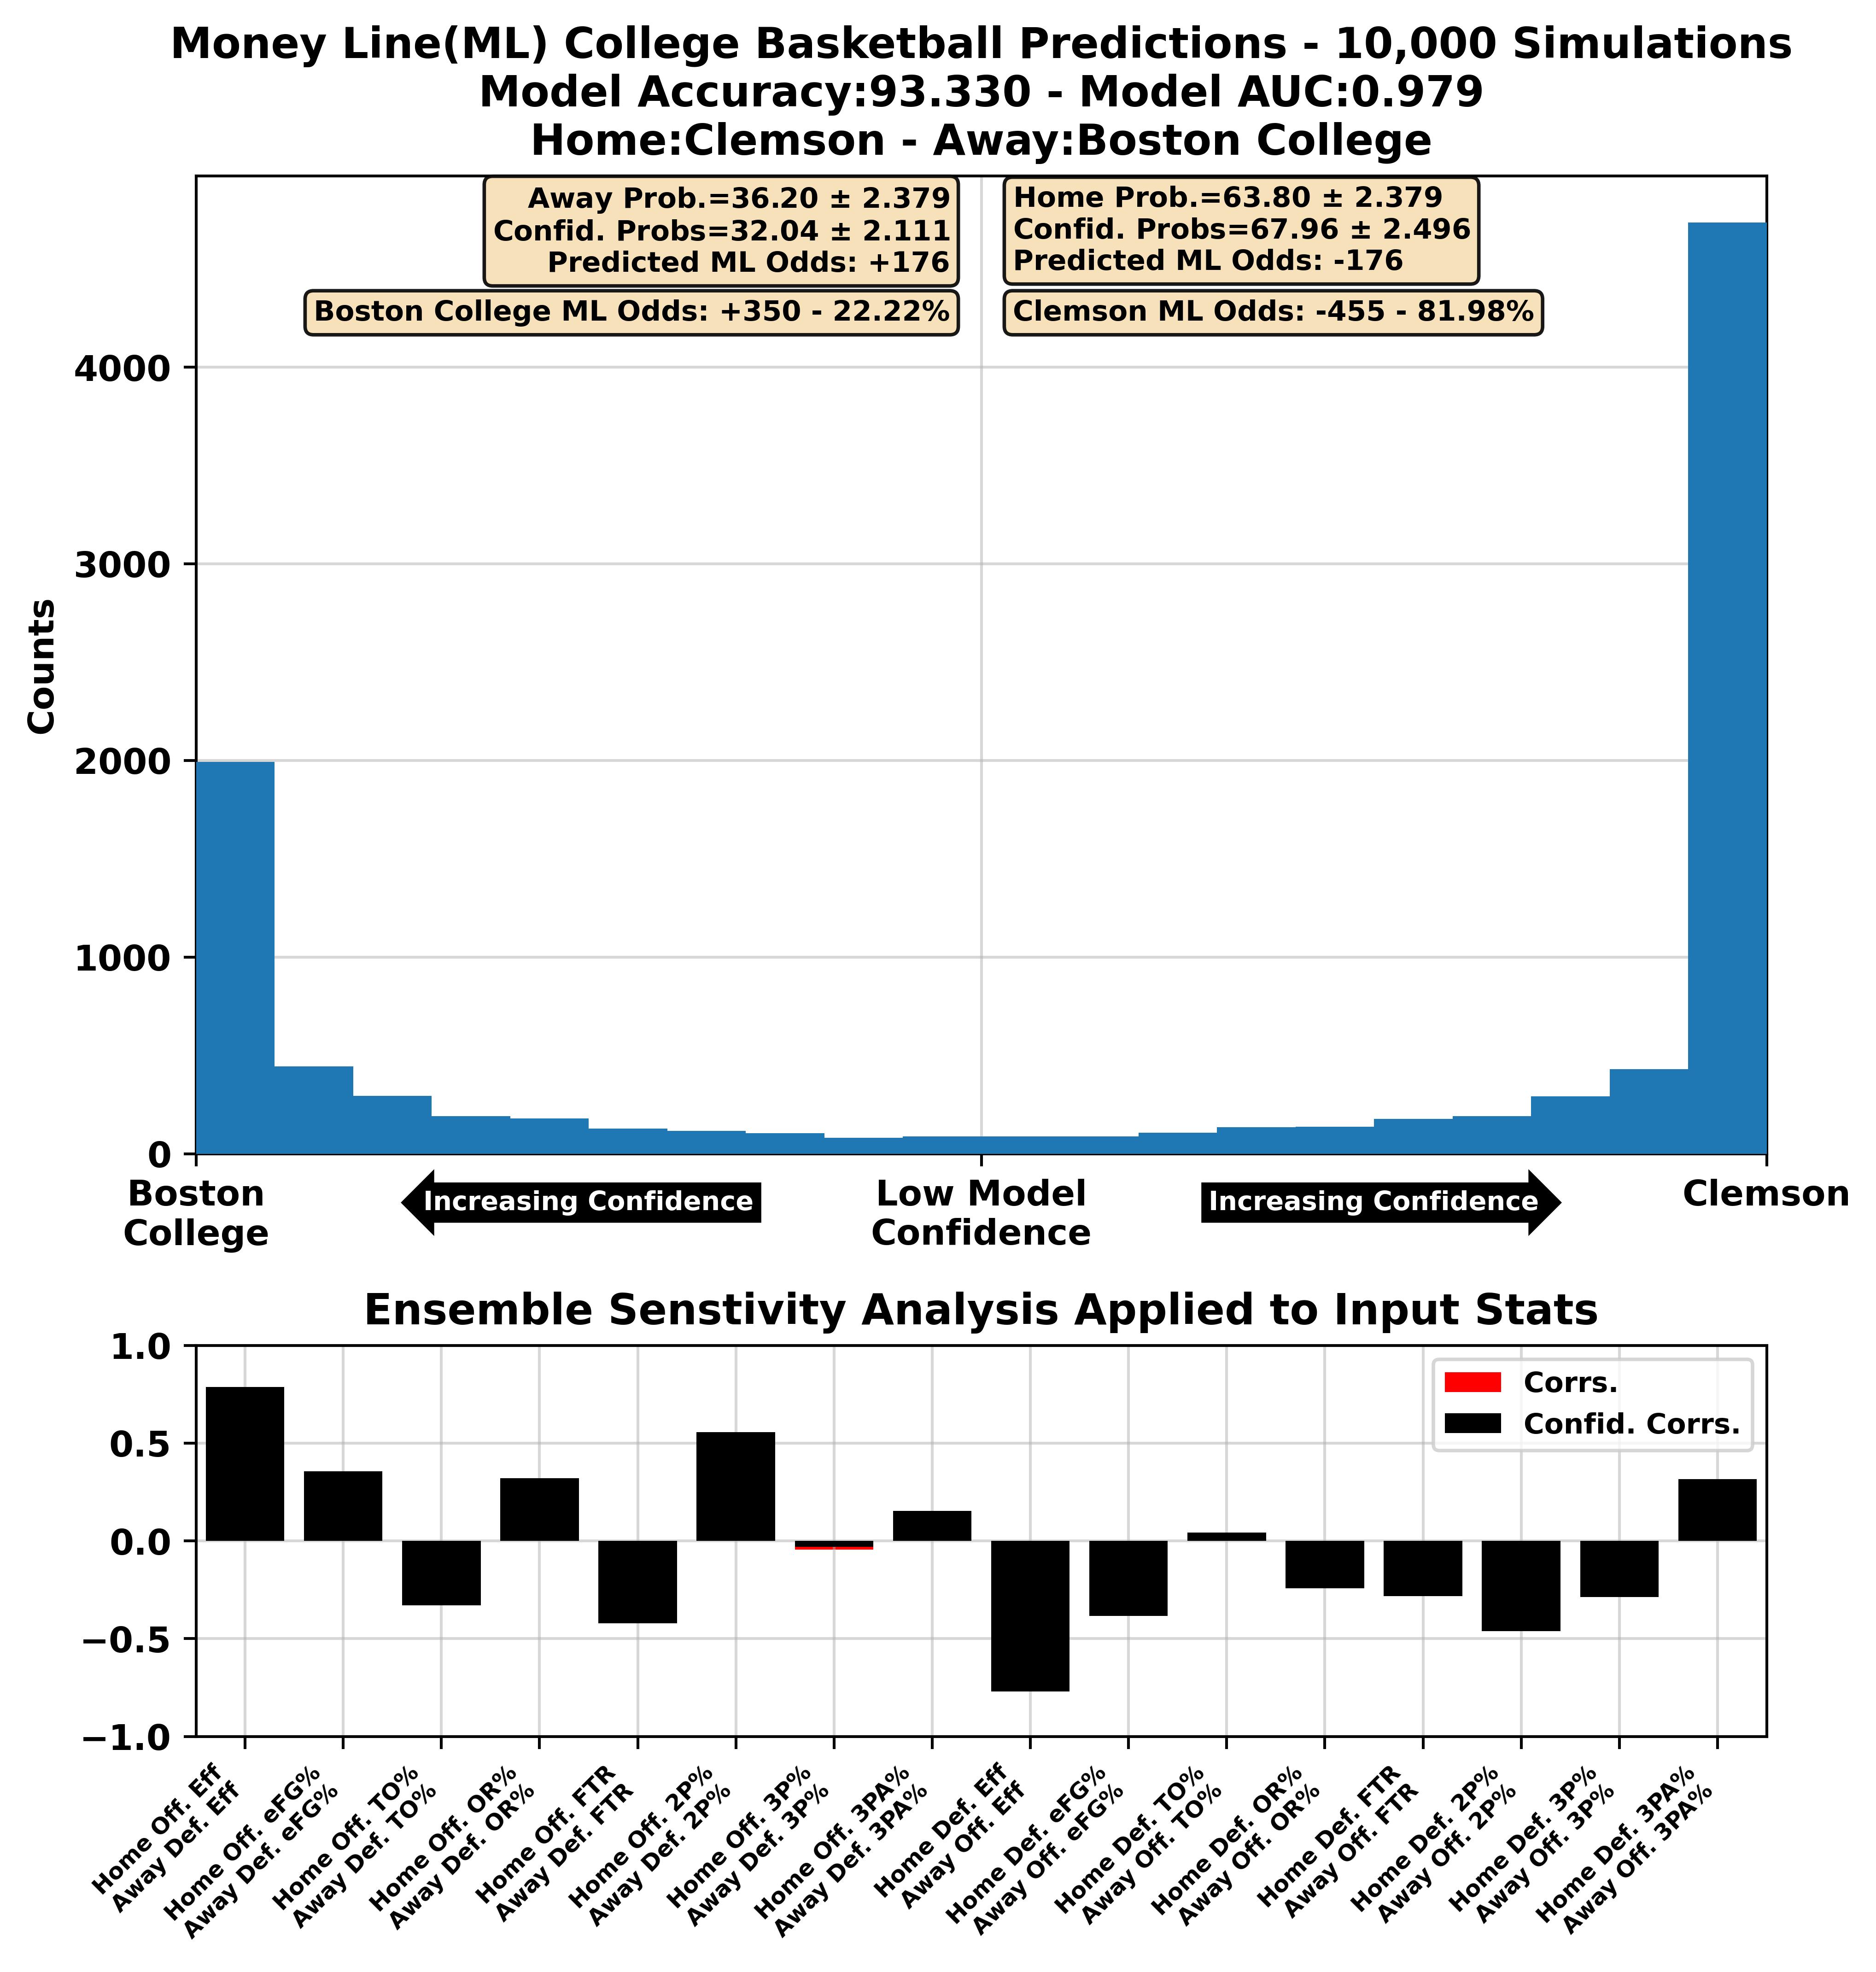 Money Line(ML) College Basketball Predictions - 10,000 Simulations
Model Accuracy:93.330 - Model AUC:0.979
Home:Clemson - Away:Boston College
Away Prob.=36.20 ± 2.379
Confid. Probs=32.04 ± 2.111
Predicted ML Odds: +176
Boston College ML Odds: +350 - 22.22%
Home Prob.=63.80 ± 2.379
Confid. Probs=67.96 ± 2.496
Predicted ML Odds: -176
Clemson ML Odds: -455 - 81.98%
Counts
4000
3000
2000
1000
0
Boston
College
Increasing Confidence
Low Model
Confidence
Increasing Confidence
Clemson
Ensemble Senstivity Analysis Applied to Input Stats
1.0
0.5
0.0
−0.5
−1.0
Corrs.
Confid. Corrs.
Home Off. Eff
Away Def. Eff
Home Off. eFG%
Away Def. eFG%
Home Off. TO%
Away Def. TO%
Home Off. OR%
Away Def. OR%
Home Off. FTR
Away Def. FTR
Home Off. 2P%
Away Def. 2P%
Home Off. 3P%
Away Def. 3P%
Home Off. 3PA%
Away Def. 3PA%
Home Def. Eff
Away Off. Eff
Home Def. eFG%
Away Off. eFG%
Home Def. TO%
Away Off. TO%
Home Def. OR%
Away Off. OR%
Home Def. FTR
Away Off. FTR
Home Def. 2P%
Away Off. 2P%
Home Def. 3P%
Away Off. 3P%
Home Def. 3PA%
Away Off. 3PA%